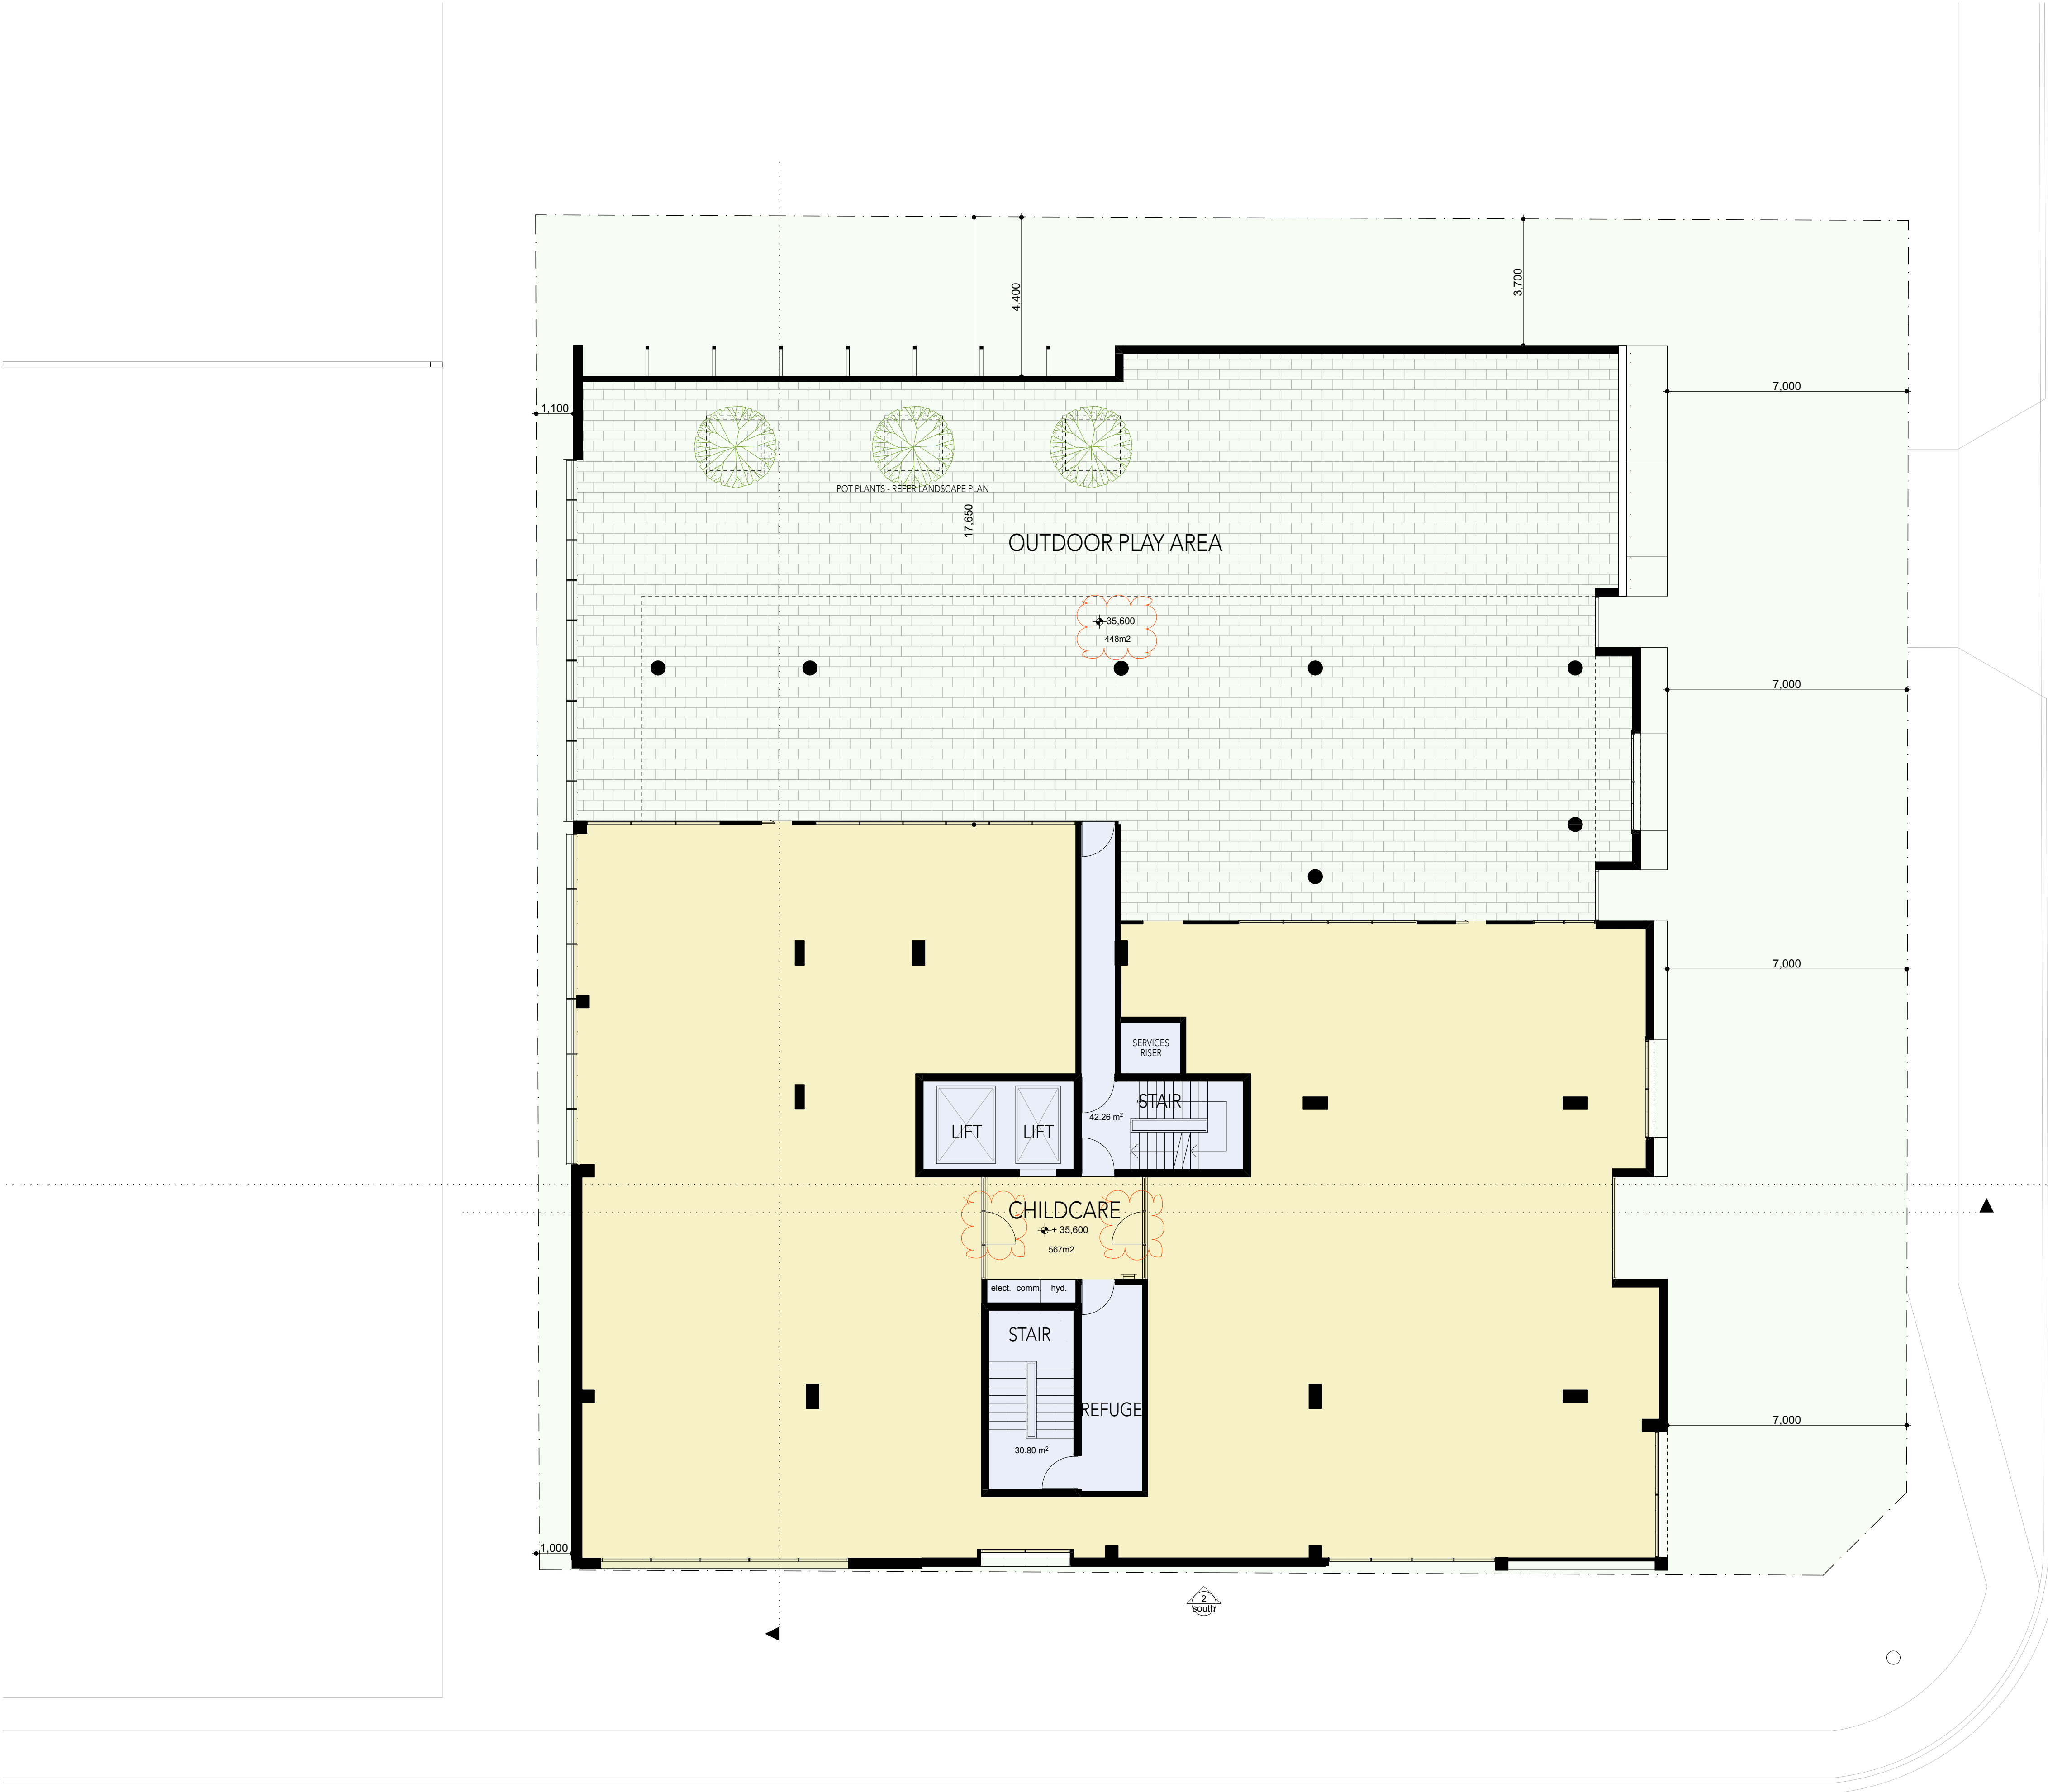 4,400
3,700
7,000
1,100
POT PLANTS - REFER LANDSCAPE PLAN
17,650
OUTDOOR PLAY AREA
35,600
448m2
7,000
7,000
SERVICES
RISER
STAIR
42.26 m²
LIFT
LIFT
CHILDCARE
+ 35,600
567m2
elect. comm. hyd.
STAIR
REFUGE
7,000
30.80 m²
1,000
2
south